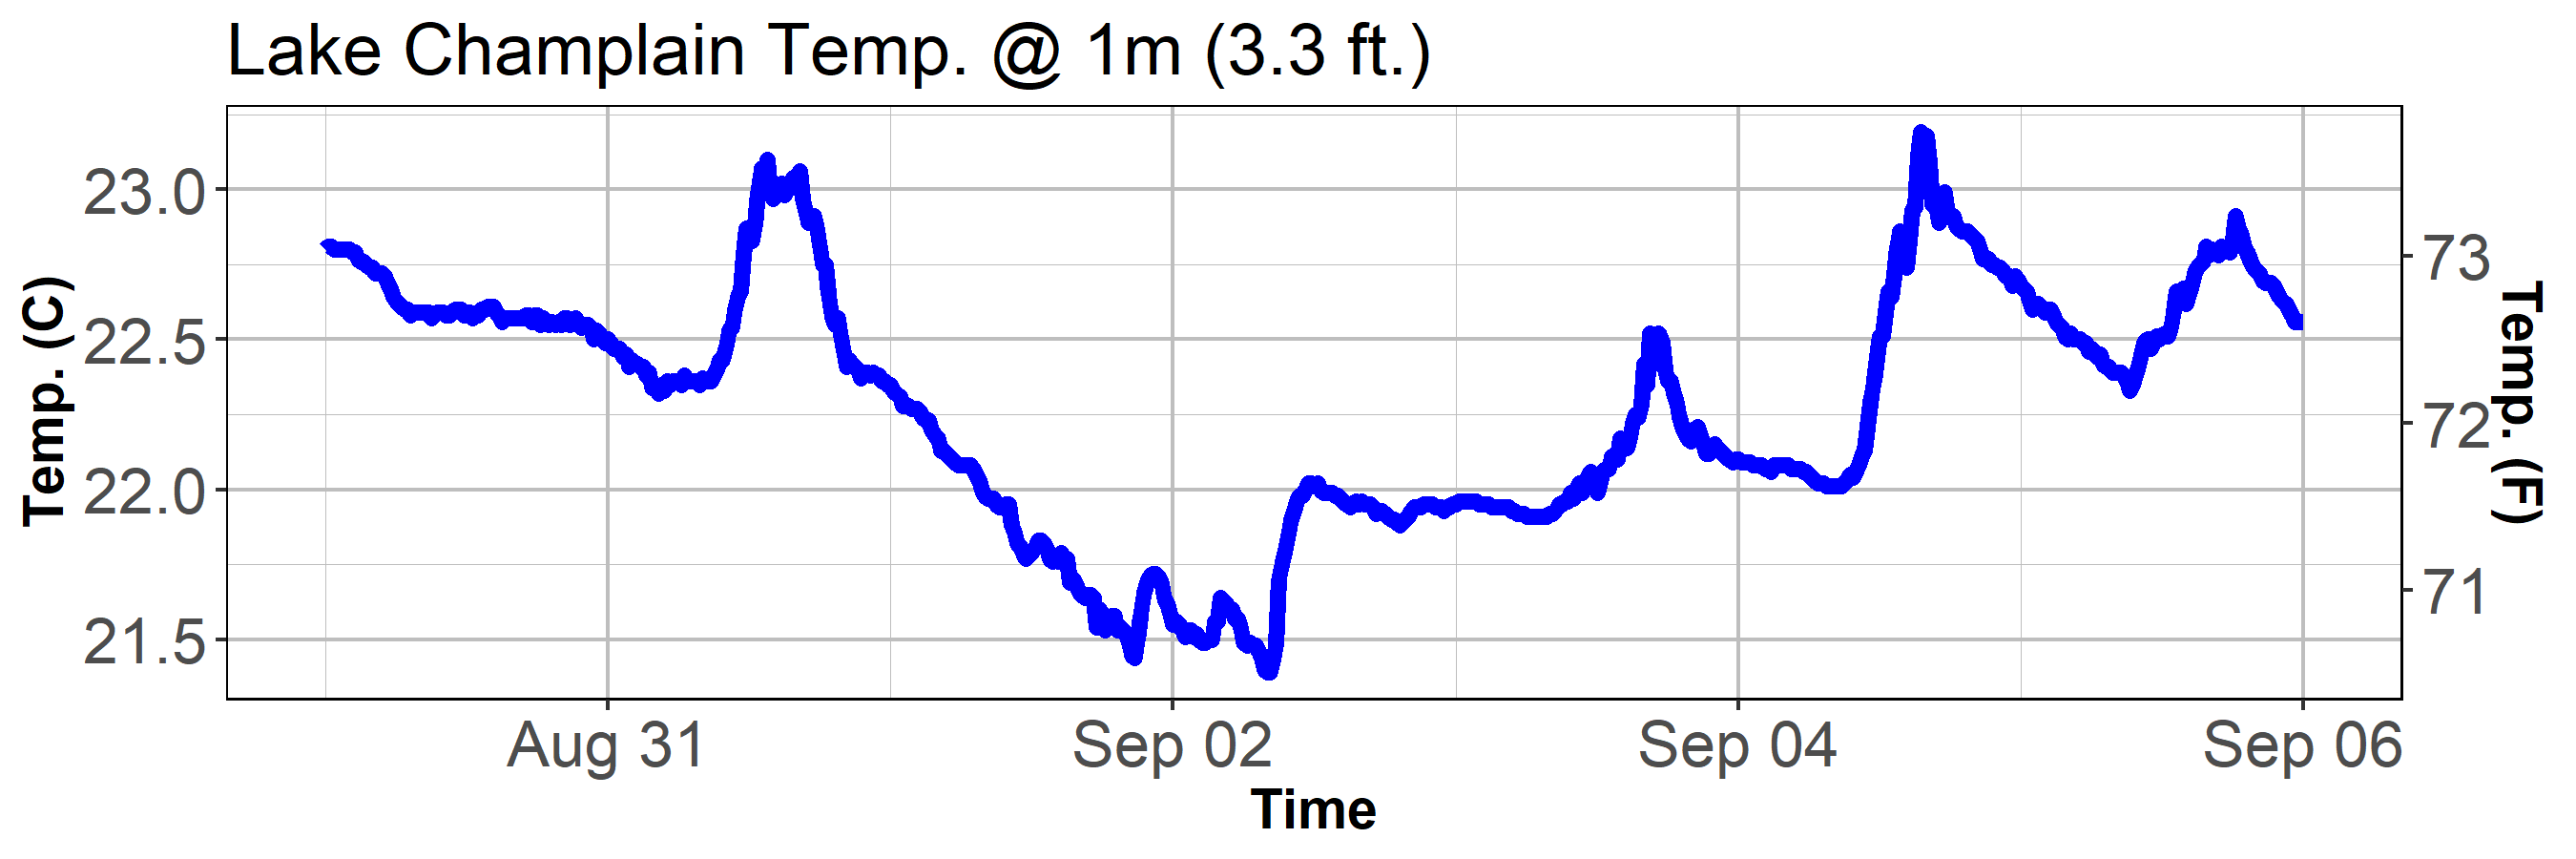 Lake Champlain Temp. @ 1m (3.3 ft.)
Temp. (C)
23.0
22.5
22.0
21.5
73
72
71
Temp. (F)
Aug 31
Sep 02
Sep 04
Sep 06
Time